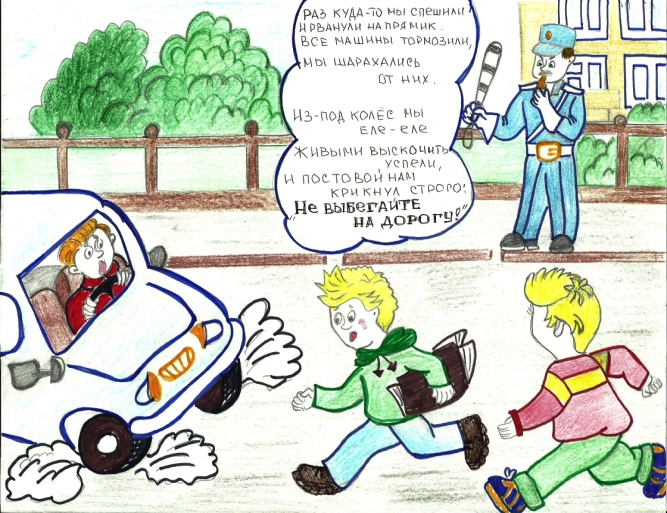 РАЗ КУДА-ТО МЫ СПЕШИЛИ
И РВАНУЛИ НАПРЯМИК.
ВСЕ МАШИНЫ ТОРМОЗИЛИ,
МЫ ШАРАХАЛИСЬ
ОТ НИХ.
ИЗ-ПОД КОЛЁС МЫ
ЕЛЕ-ЕЛЕ
ЖИВЫМИ ВЫСКОЧИТЬ
УСПЕЛИ,
И ПОСТОВОЙ НАМ
КРИКНУЛ СТРОГО:
"НЕ ВЫБЕГАЙТЕ
НА ДОРОГУ!"